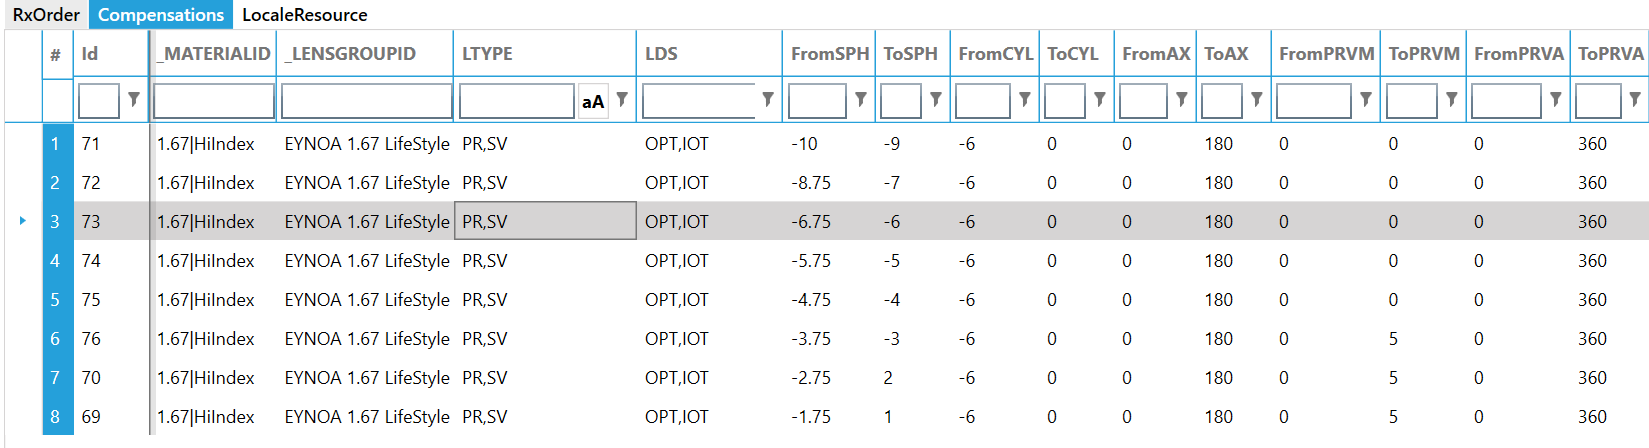 RxOrder Compensations LocaleResource
# Id _MATERIALID _LENSGROUPID LTYPE LDS FromSPH ToSPH FromCYL ToCYL FromAX ToAX FromPRVM ToPRVM FromPRVA ToPRVA
aA
1 71 1.67|HiIndex EYNOA 1.67 LifeStyle PR,SV OPT,IOT -10 -9 -6 0 0 180 0 0 0 360
2 72 1.67|HiIndex EYNOA 1.67 LifeStyle PR,SV OPT,IOT -8.75 -7 -6 0 0 180 0 0 0 360
3 73 1.67|HiIndex EYNOA 1.67 LifeStyle PR,SV OPT,IOT -6.75 -6 -6 0 0 180 0 0 0 360
4 74 1.67|HiIndex EYNOA 1.67 LifeStyle PR,SV OPT,IOT -5.75 -5 -6 0 0 180 0 0 0 360
5 75 1.67|HiIndex EYNOA 1.67 LifeStyle PR,SV OPT,IOT -4.75 -4 -6 0 0 180 0 0 0 360
6 76 1.67|HiIndex EYNOA 1.67 LifeStyle PR,SV OPT,IOT -3.75 -3 -6 0 0 180 0 5 0 360
7 70 1.67|HiIndex EYNOA 1.67 LifeStyle PR,SV OPT,IOT -2.75 2 -6 0 0 180 0 5 0 360
8 69 1.67|HiIndex EYNOA 1.67 LifeStyle PR,SV OPT,IOT -1.75 1 -6 0 0 180 0 5 0 360